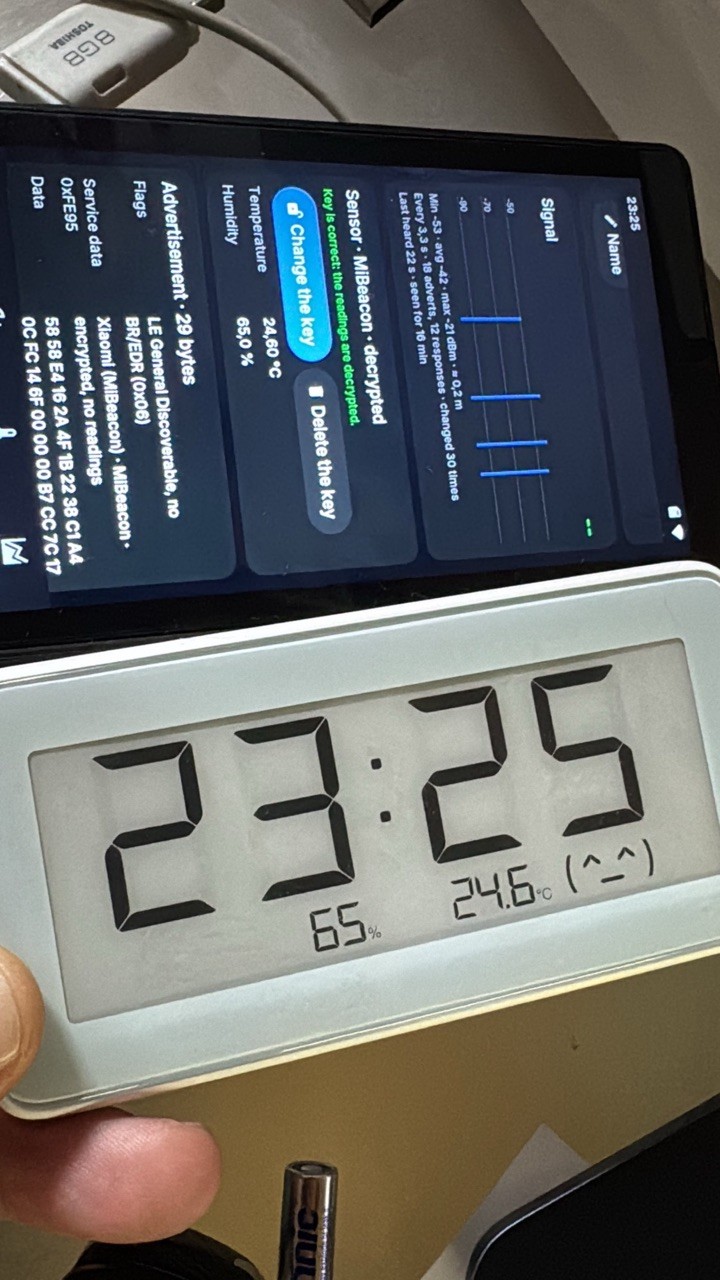 8GB
TOSHIBA
23:25
Name
Signal
-50
-70
-90
Min -53 · avg -42 · max -21 dBm · ≈ 0,2 m
Every 3,3 s · 18 adverts, 12 responses · changed 30 times
Last heard 22 s · seen for 16 min
Sensor · MiBeacon · decrypted
Key is correct: the readings are decrypted.
Change the key
Delete the key
Temperature 24,60 °C
Humidity 65,0 %
Advertisement · 29 bytes
Flags LE General Discoverable, no
BR/EDR (0x06)
Service data Xiaomi (MiBeacon) · MiBeacon ·
0xFE95 encrypted, no readings
Data 58 58 E4 16 2A 4F 1B 22 38 C1 A4
0C FC 14 6F 00 00 00 B7 CC 7C 17
23:25
65% 24.6°C (^_^)